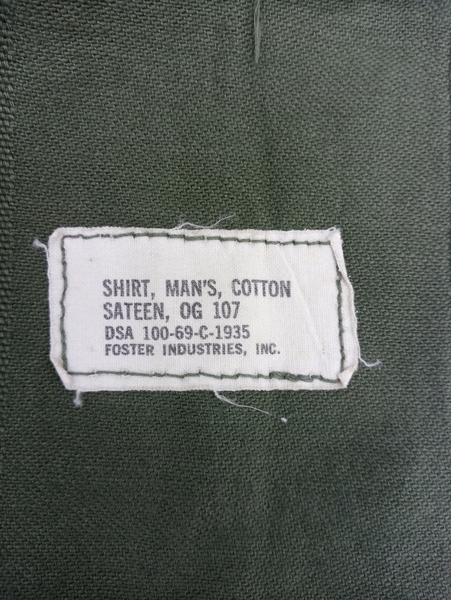 SHIRT, MAN'S, COTTON
SATEEN, OG 107
DSA 100-69-C-1935
FOSTER INDUSTRIES, INC.